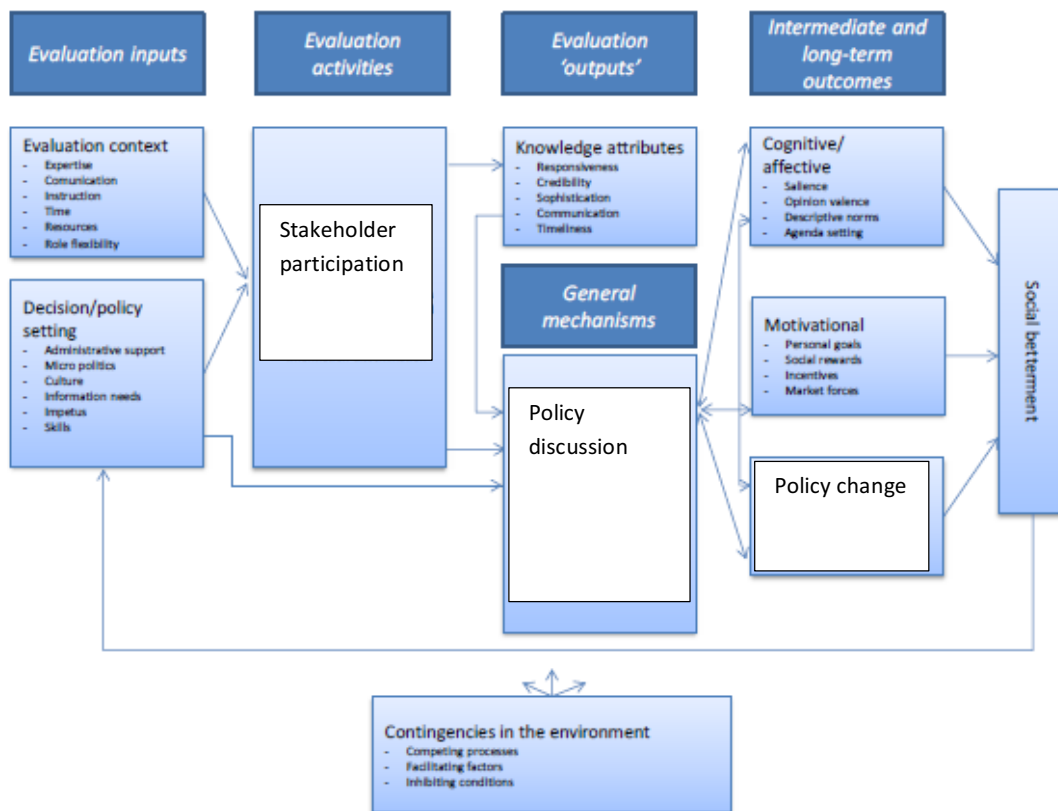 Evaluation inputs
Evaluation
activities
Evaluation
‘outputs’
Intermediate and
long-term
outcomes
Evaluation context
- Expertise
- Comunication
- Instruction
- Time
- Resources
- Role flexibility
Decision/policy
setting
- Administrative support
- Micro politics
- Culture
- Information needs
- Impetus
- Skills
Stakeholder
participation
Knowledge attributes
- Responsiveness
- Credibility
- Sophistication
- Communication
- Timeliness
General
mechanisms
Policy
discussion
Cognitive/
affective
- Salience
- Opinion valence
- Descriptive norms
- Agenda setting
Motivational
- Personal goals
- Social rewards
- Incentives
- Market forces
Policy change
Social betterment
Contingencies in the environment
- Competing processes
- Facilitating factors
- Inhibiting conditions